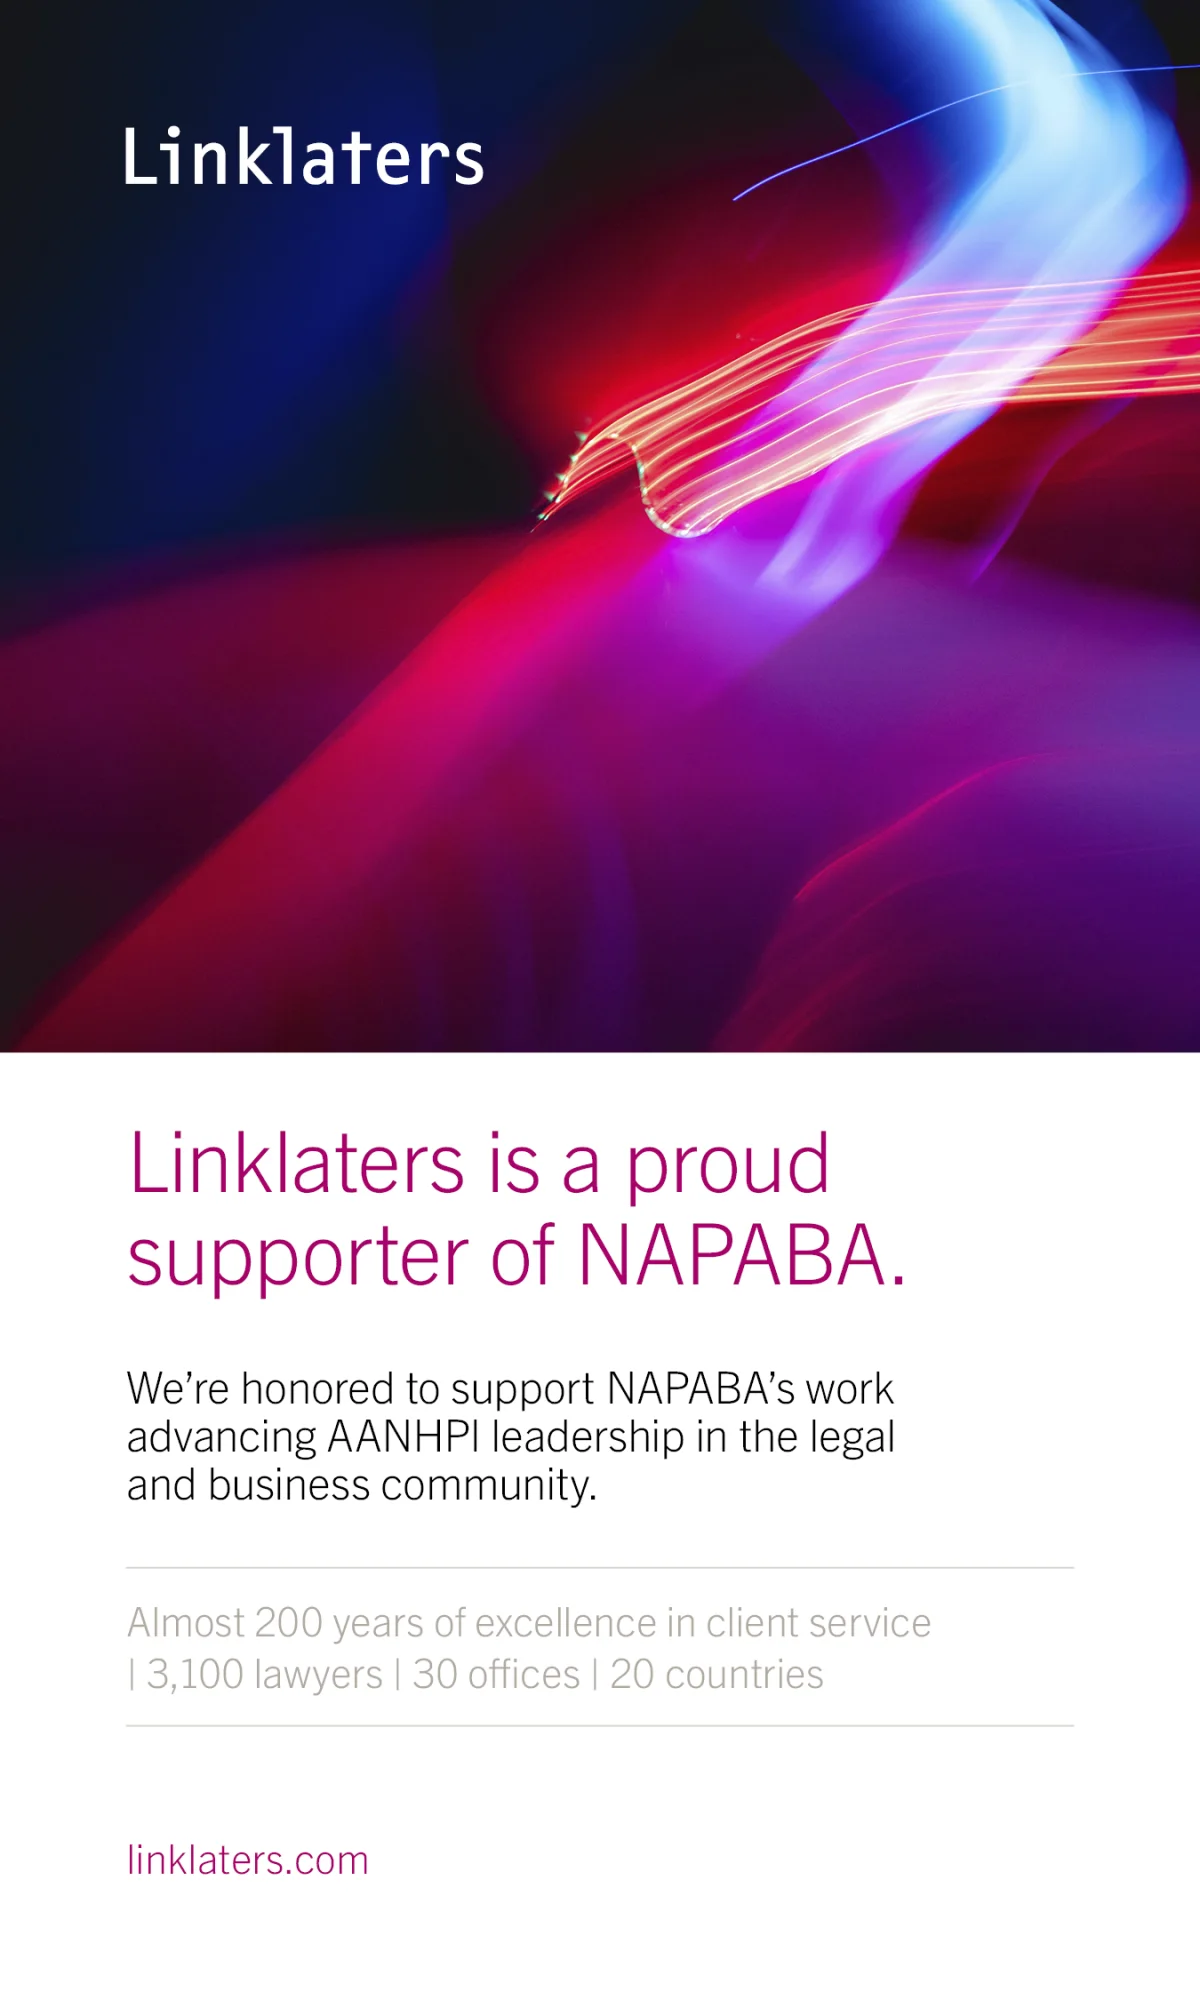 Linklaters
Linklaters is a proud
supporter of NAPABA.
We’re honored to support NAPABA’s work
advancing AANHPI leadership in the legal
and business community.
Almost 200 years of excellence in client service
| 3,100 lawyers | 30 offices | 20 countries
linklaters.com